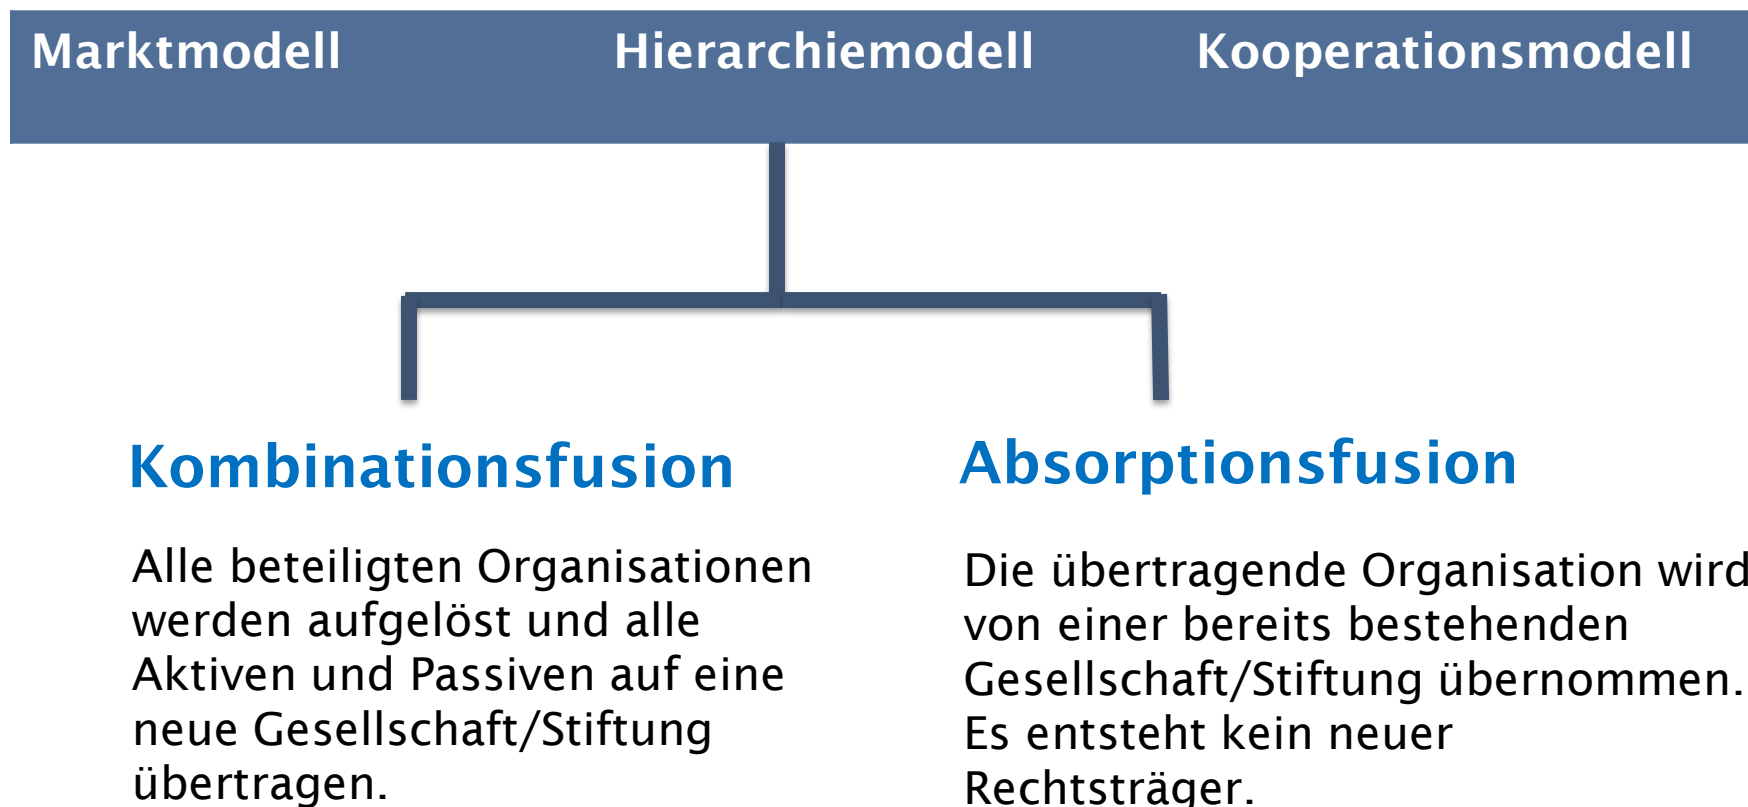 Marktmodell Hierarchiemodell Kooperationsmodell
Kombinationsfusion
Alle beteiligten Organisationen
werden aufgelöst und alle
Aktiven und Passiven auf eine
neue Gesellschaft/Stiftung
übertragen.
Absorptionsfusion
Die übertragende Organisation wird
von einer bereits bestehenden
Gesellschaft/Stiftung übernommen.
Es entsteht kein neuer
Rechtsträger.